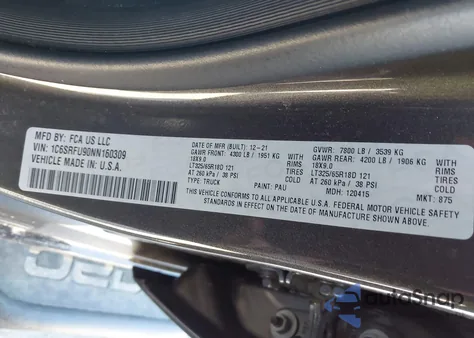 MFD BY: FCA US LLC
VIN: 1C6SRFU90NN160309
VEHICLE MADE IN U.S.A.
MFR DATE (BUILT): 12-21
GAWR FRONT: 4300 LB / 1951 KG
WITH TIRES
LT325/65R18D 121
WITH RIMS
18X9.0
AT 260 kPa / 38 PSI COLD
TYPE: TRUCK
PAINT: PAU
GVWR: 7800 LB / 3539 KG
GAWR REAR: 4200 LB / 1906 KG
WITH TIRES
LT325/65R18D 121
WITH RIMS
18X9.0
AT 260 kPa / 38 PSI COLD
MDH: 120415
MKT: 875
CONFORMS TO ALL APPLICABLE U.S.A. FEDERAL MOTOR VEHICLE SAFETY
STANDARDS IN EFFECT ON THE DATE OF MANUFACTURE SHOWN ABOVE.
autoSnap